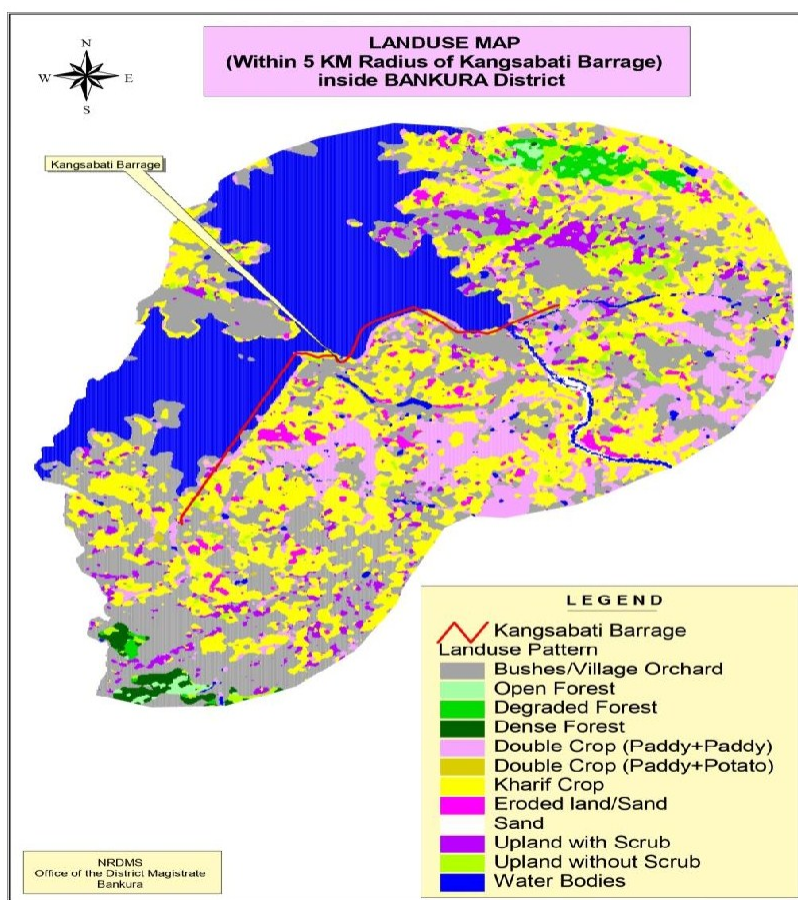 LANDUSE MAP
(Within 5 KM Radius of Kangsabati Barrage)
inside BANKURA District
N
W E
S
Kangsabati Barrage
LEGEND
Kangsabati Barrage
Landuse Pattern
Bushes/Village Orchard
Open Forest
Degraded Forest
Dense Forest
Double Crop (Paddy+Paddy)
Double Crop (Paddy+Potato)
Kharif Crop
Eroded land/Sand
Sand
Upland with Scrub
Upland without Scrub
Water Bodies
NRDMS
Office of the District Magistrate
Bankura